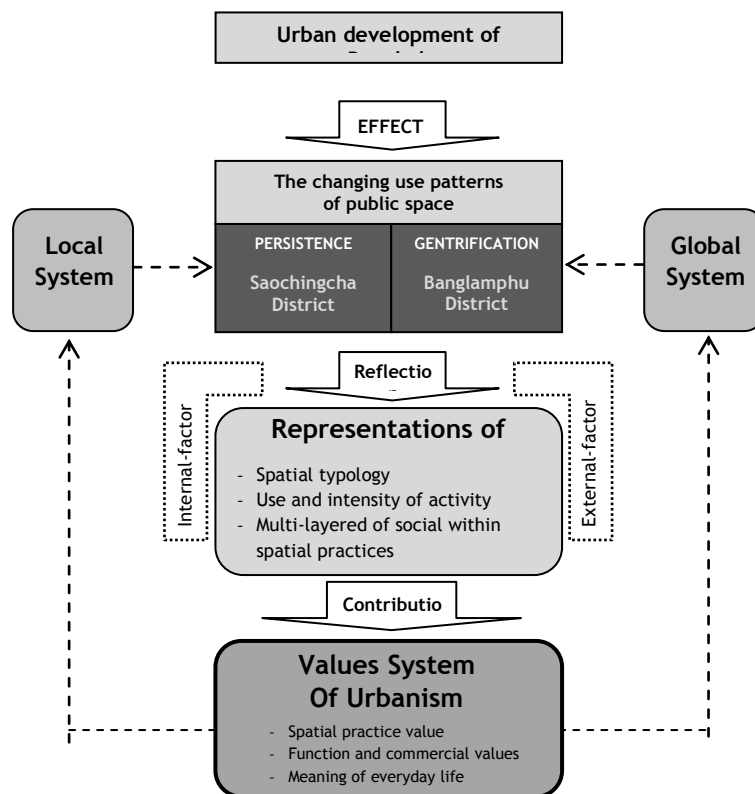 Urban development of
EFFECT
The changing use patterns
of public space
Local
System
PERSISTENCE
Saochingcha
District
GENTRIFICATION
Banglamphu
District
Global
System
Reflectio
Internal-factor
External-factor
Representations of
- Spatial typology
- Use and intensity of activity
- Multi-layered of social within
spatial practices
Contributio
Values System
Of Urbanism
- Spatial practice value
- Function and commercial values
- Meaning of everyday life